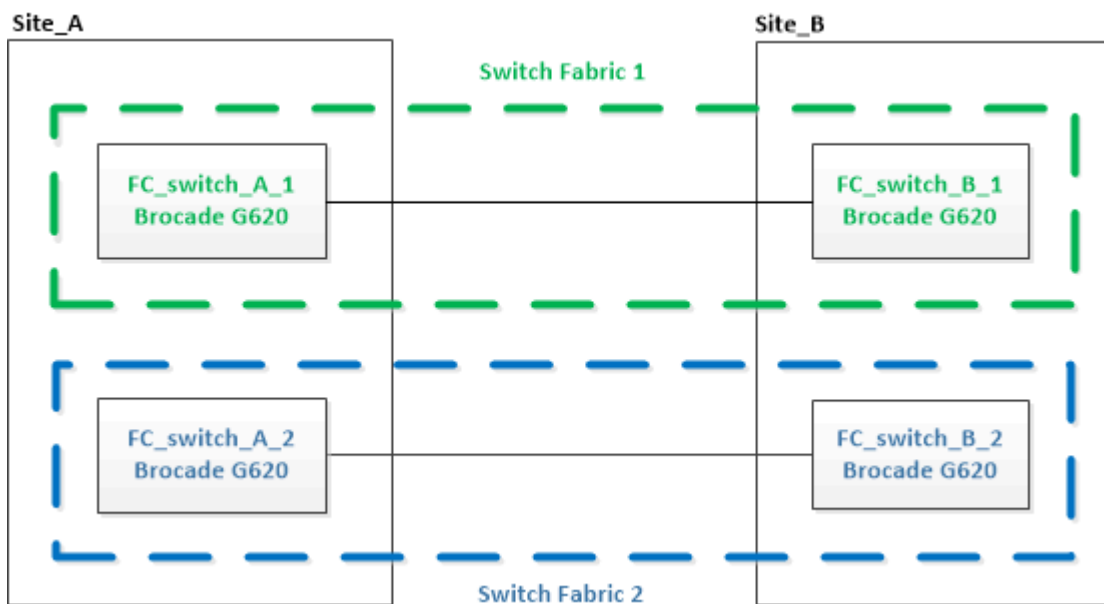 Site_A
Site_B
Switch Fabric 1
FC_switch_A_1
Brocade G620
FC_switch_B_1
Brocade G620
FC_switch_A_2
Brocade G620
FC_switch_B_2
Brocade G620
Switch Fabric 2